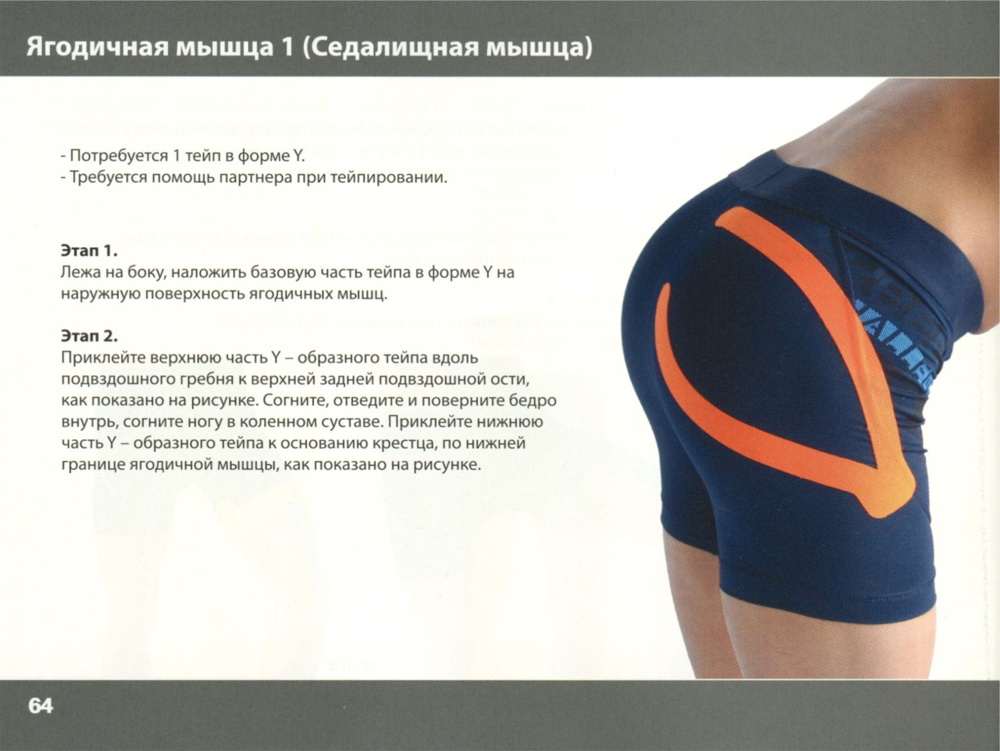 Ягодичная мышца 1 (Седалищная мышца)
- Потребуется 1 тейп в форме Y.
- Требуется помощь партнера при тейпировании.
Этап 1.
Лежа на боку, наложить базовую часть тейпа в форме Y на
наружную поверхность ягодичных мышц.
Этап 2.
Приклейте верхнюю часть Y – образного тейпа вдоль
подвздошного гребня к верхней задней подвздошной ости,
как показано на рисунке. Согните, отведите и поверните бедро
внутрь, согните ногу в коленном суставе. Приклейте нижнюю
часть Y – образного тейпа к основанию крестца, по нижней
границе ягодичной мышцы, как показано на рисунке.
64